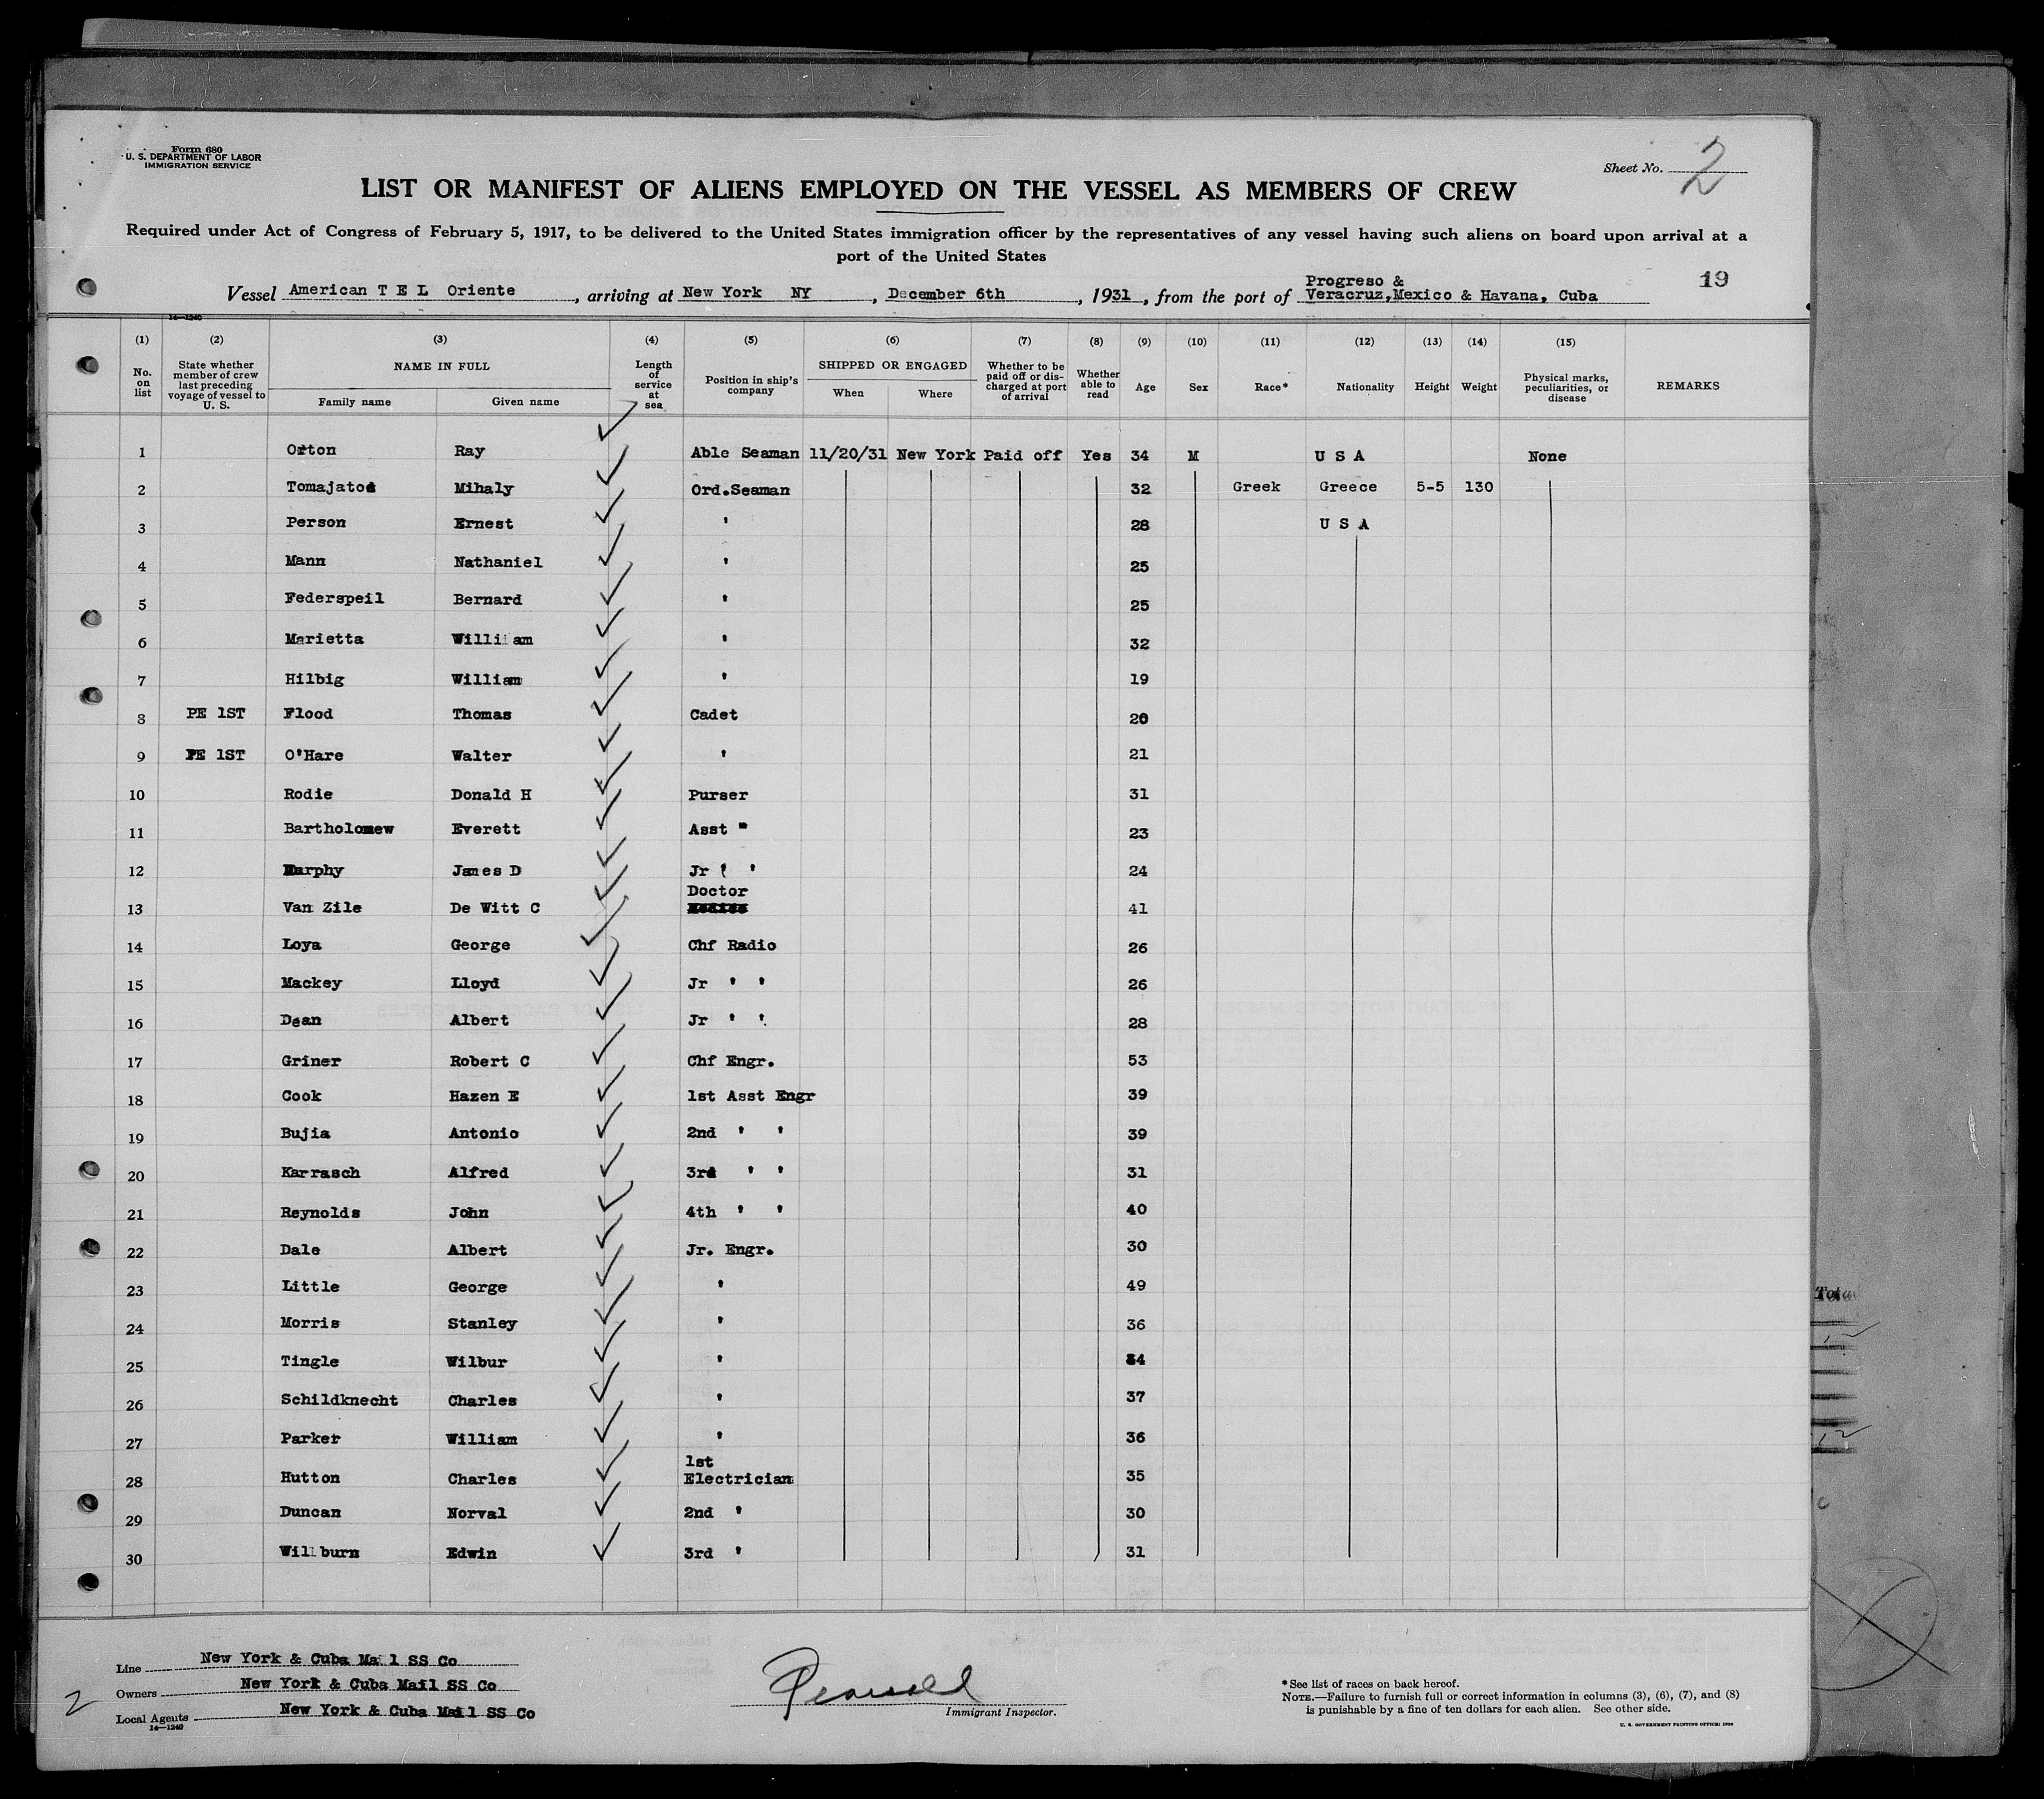 Form 680
U. S. DEPARTMENT OF LABOR
IMMIGRATION SERVICE
Sheet No. 2
LIST OR MANIFEST OF ALIENS EMPLOYED ON THE VESSEL AS MEMBERS OF CREW
Required under Act of Congress of February 5, 1917, to be delivered to the United States immigration officer by the representatives of any vessel having such aliens on board upon arrival at a
port of the United States
19
Vessel American T E L Oriente, arriving at New York NY, December 6th, 1931, from the port of Progreso & Veracruz,Mexico & Havana, Cuba
14—1240
(1) (2) (3) (4) (5) (6) (7) (8) (9) (10) (11) (12) (13) (14) (15)
No. on list | State whether member of crew last preceding voyage of vessel to U. S. | NAME IN FULL | Family name | Given name | Length of service at sea | Position in ship's company | SHIPPED OR ENGAGED | When | Where | Whether to be paid off or discharged at port of arrival | Whether able to read | Age | Sex | Race* | Nationality | Height | Weight | Physical marks, peculiarities, or disease | REMARKS
1 Orton Ray Able Seaman 11/20/31 New York Paid off Yes 34 M U S A None
2 Tomajatos Mihaly Ord.Seaman 32 Greek Greece 5-5 130
3 Person Ernest ' 28 U S A
4 Mann Nathaniel ' 25
5 Federspeil Bernard ' 25
6 Marietta William ' 32
7 Hilbig William ' 19
8 PE 1ST Flood Thomas Cadet 20
9 PE 1ST O'Hare Walter ' 21
10 Rodie Donald H Purser 31
11 Bartholomew Everett Asst " 23
12 James D Jr ' ' 24
13 Van Zile De Witt C Doctor 41
14 Loya George Chf Radio 26
15 Mackey Lloyd Jr ' ' 26
16 Dean Albert Jr ' ' 28
17 Griner Robert C Chf Engr. 53
18 Cook Hazen E 1st Asst Engr 39
19 Bujia Antonio 2nd ' ' 39
20 Karrasch Alfred 3rd ' ' 31
21 Reynolds John 4th ' ' 40
22 Dale Albert Jr. Engr. 30
23 Little George ' 49
24 Morris Stanley ' 36
25 Tingle Wilbur '
26 Schildknecht Charles ' 37
27 Parker William ' 36
28 Hutton Charles 1st Electrician 35
29 Duncan Norval 2nd ' 30
30 Wilburn Edwin 3rd ' 31
Line New York & Cuba Mail SS Co
Owners New York & Cuba Mail SS Co
Local Agents New York & Cuba Mail SS Co
14—1240
2
Immigrant Inspector.
*See list of races on back hereof.
NOTE.—Failure to furnish full or correct information in columns (3), (6), (7), and (8)
is punishable by a fine of ten dollars for each alien. See other side.
U. S. GOVERNMENT PRINTING OFFICE: 1929